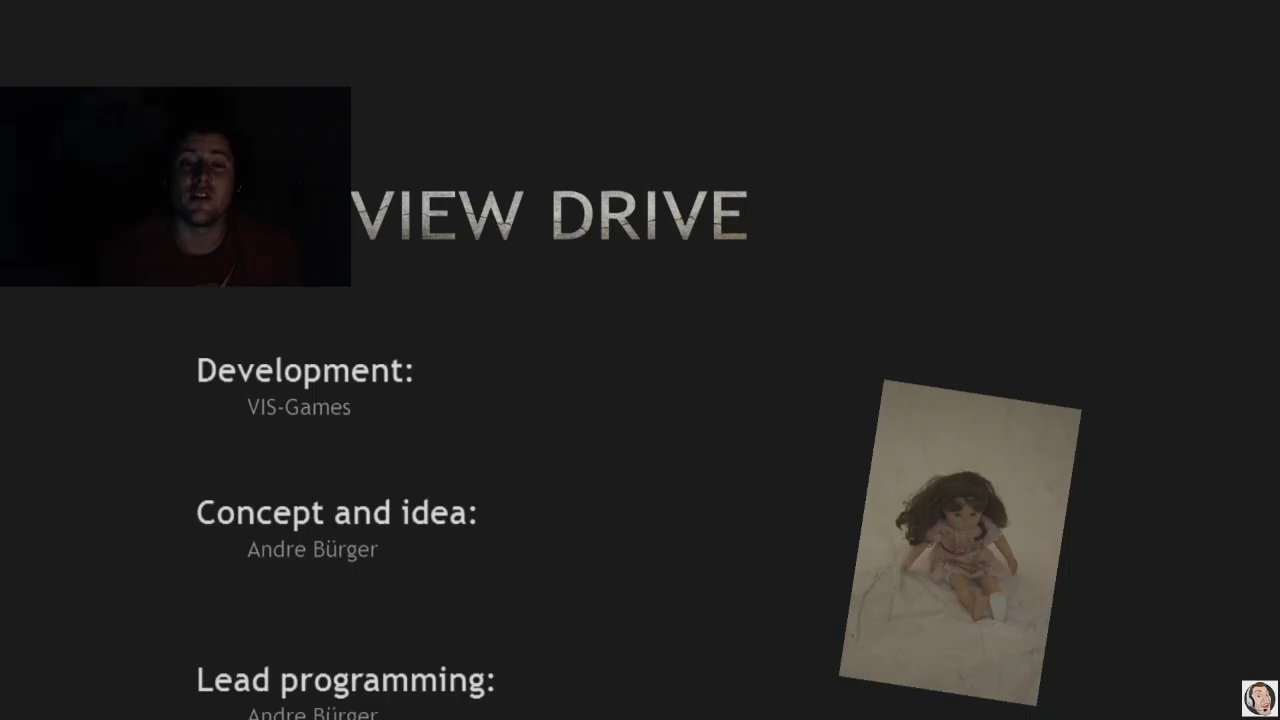 VIEW DRIVE
Development:
VIS-Games
Concept and idea:
Andre Bürger
Lead programming:
Andre Bürger